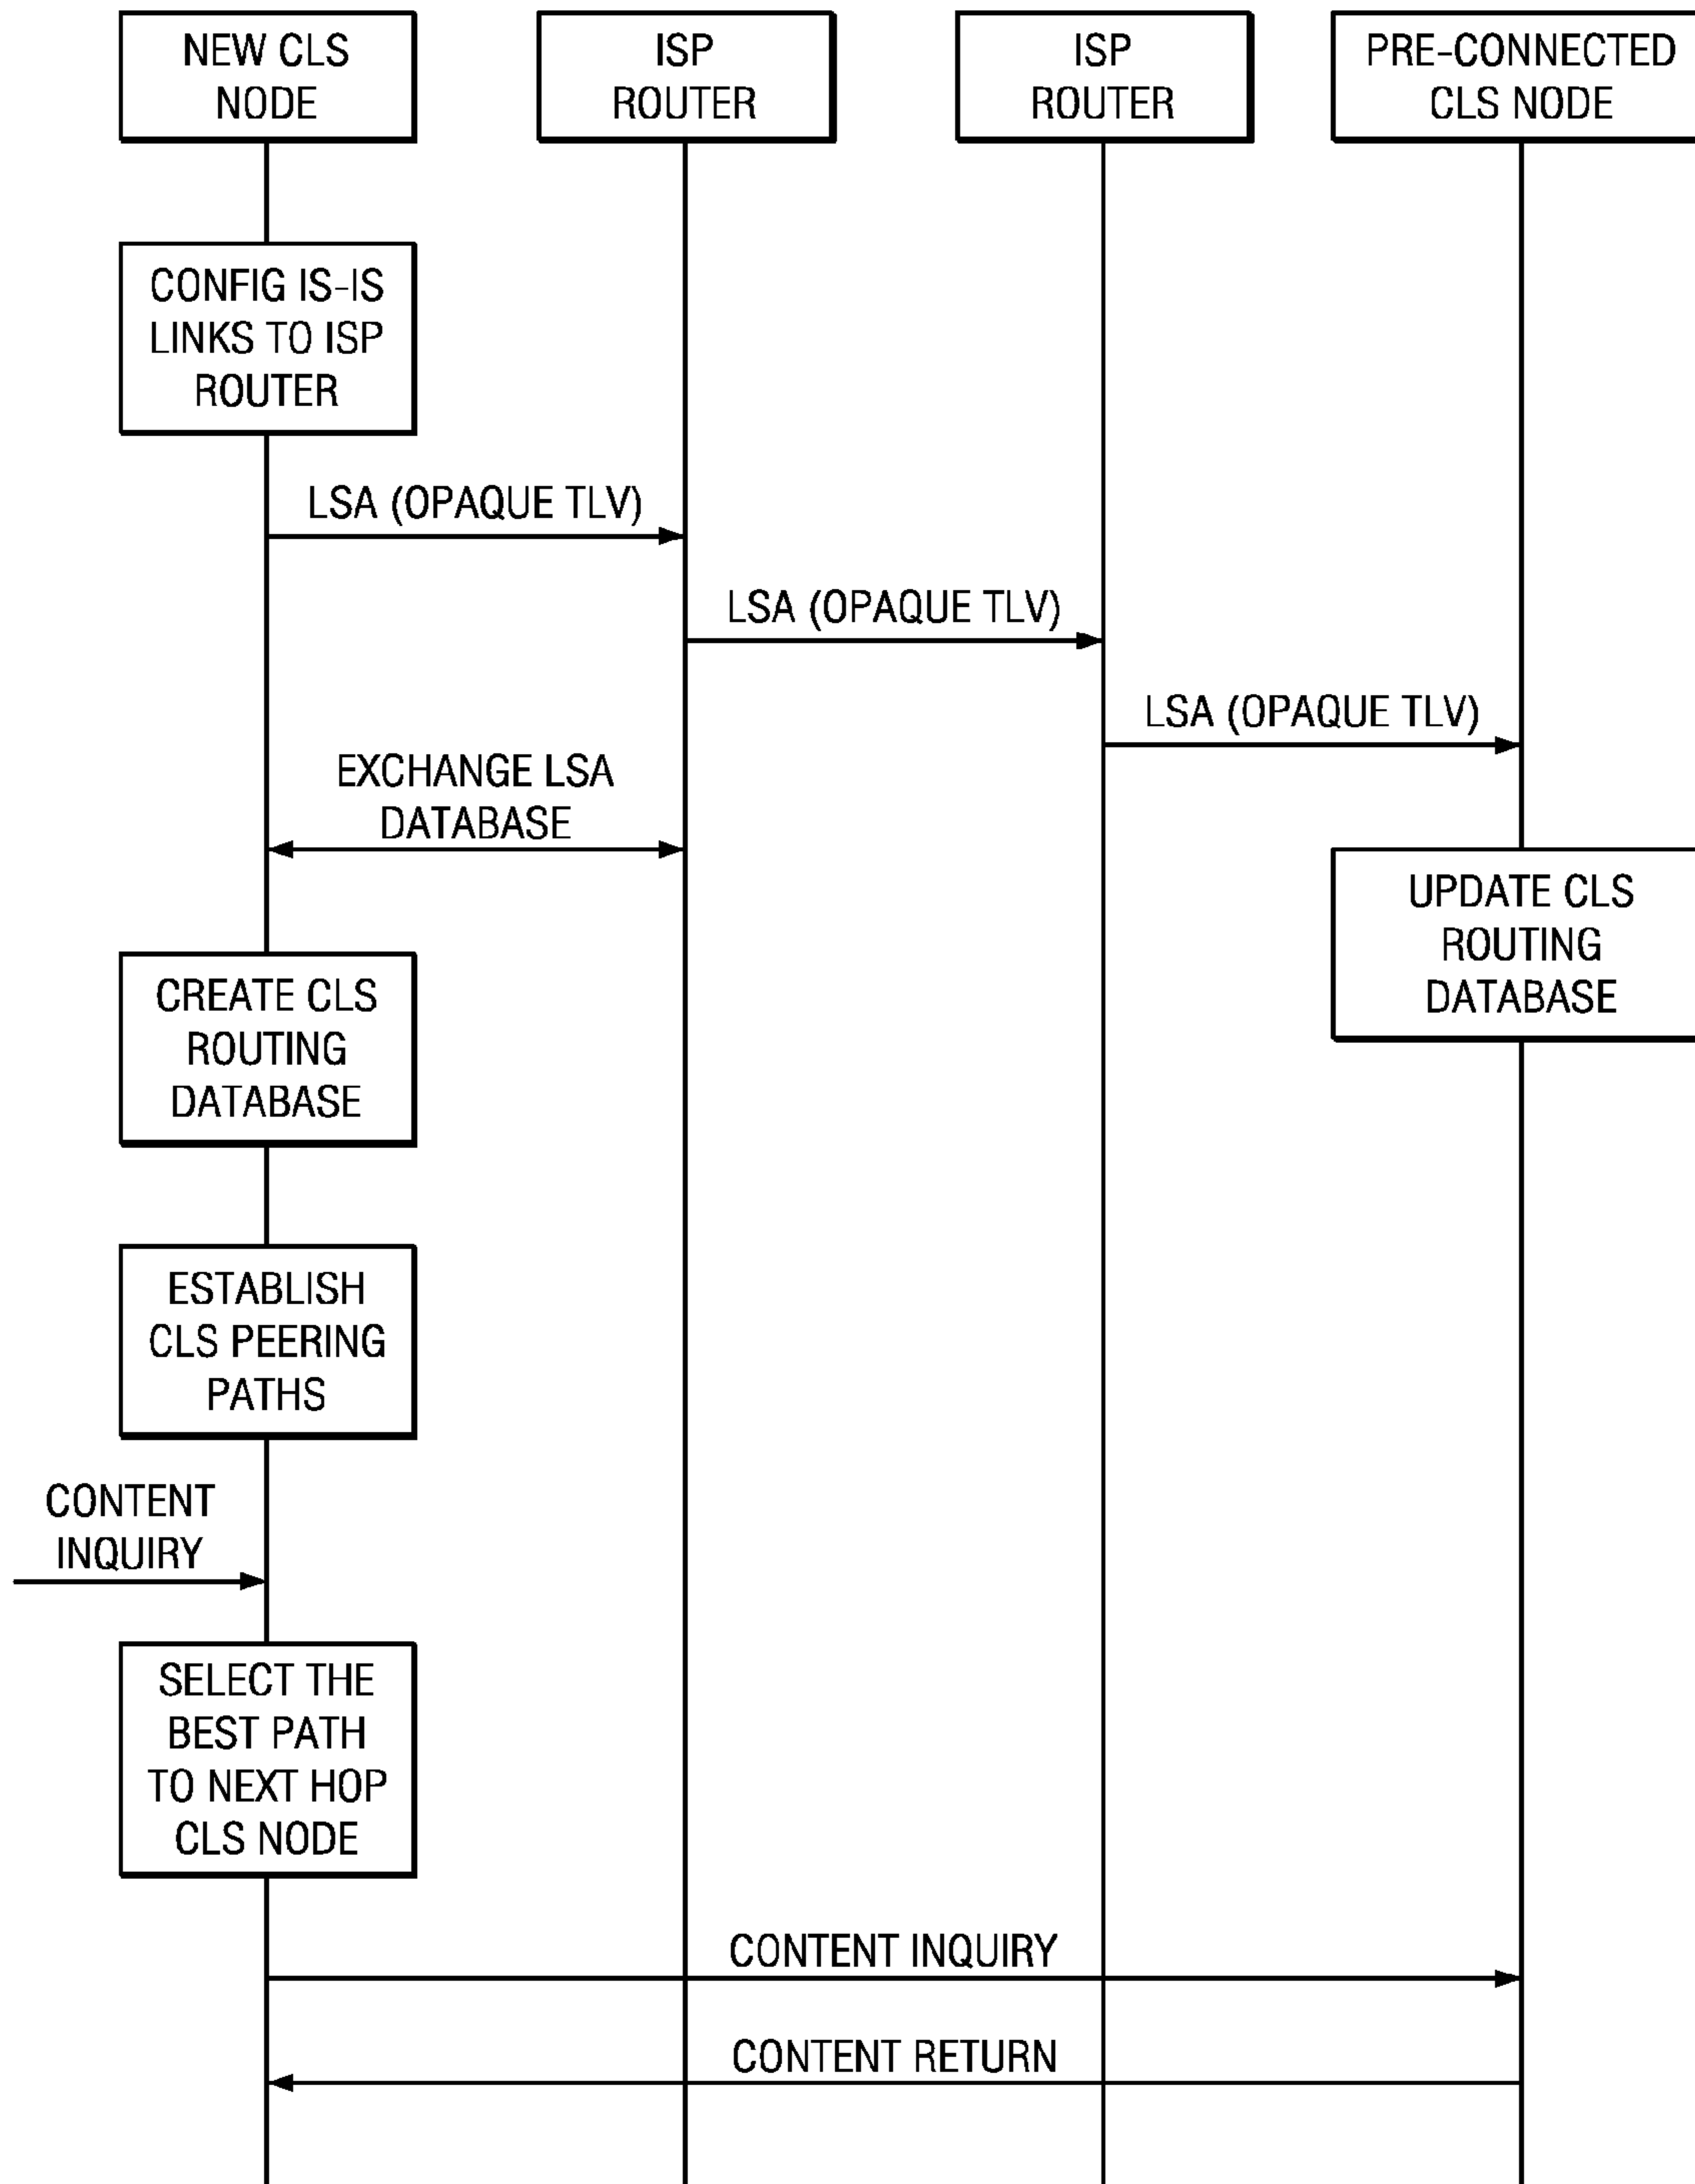 NEW CLS
NODE
ISP
ROUTER
ISP
ROUTER
PRE-CONNECTED
CLS NODE
CONFIG IS-IS
LINKS TO ISP
ROUTER
LSA (OPAQUE TLV)
LSA (OPAQUE TLV)
LSA (OPAQUE TLV)
EXCHANGE LSA
DATABASE
UPDATE CLS
ROUTING
DATABASE
CREATE CLS
ROUTING
DATABASE
ESTABLISH
CLS PEERING
PATHS
CONTENT
INQUIRY
SELECT THE
BEST PATH
TO NEXT HOP
CLS NODE
CONTENT INQUIRY
CONTENT RETURN